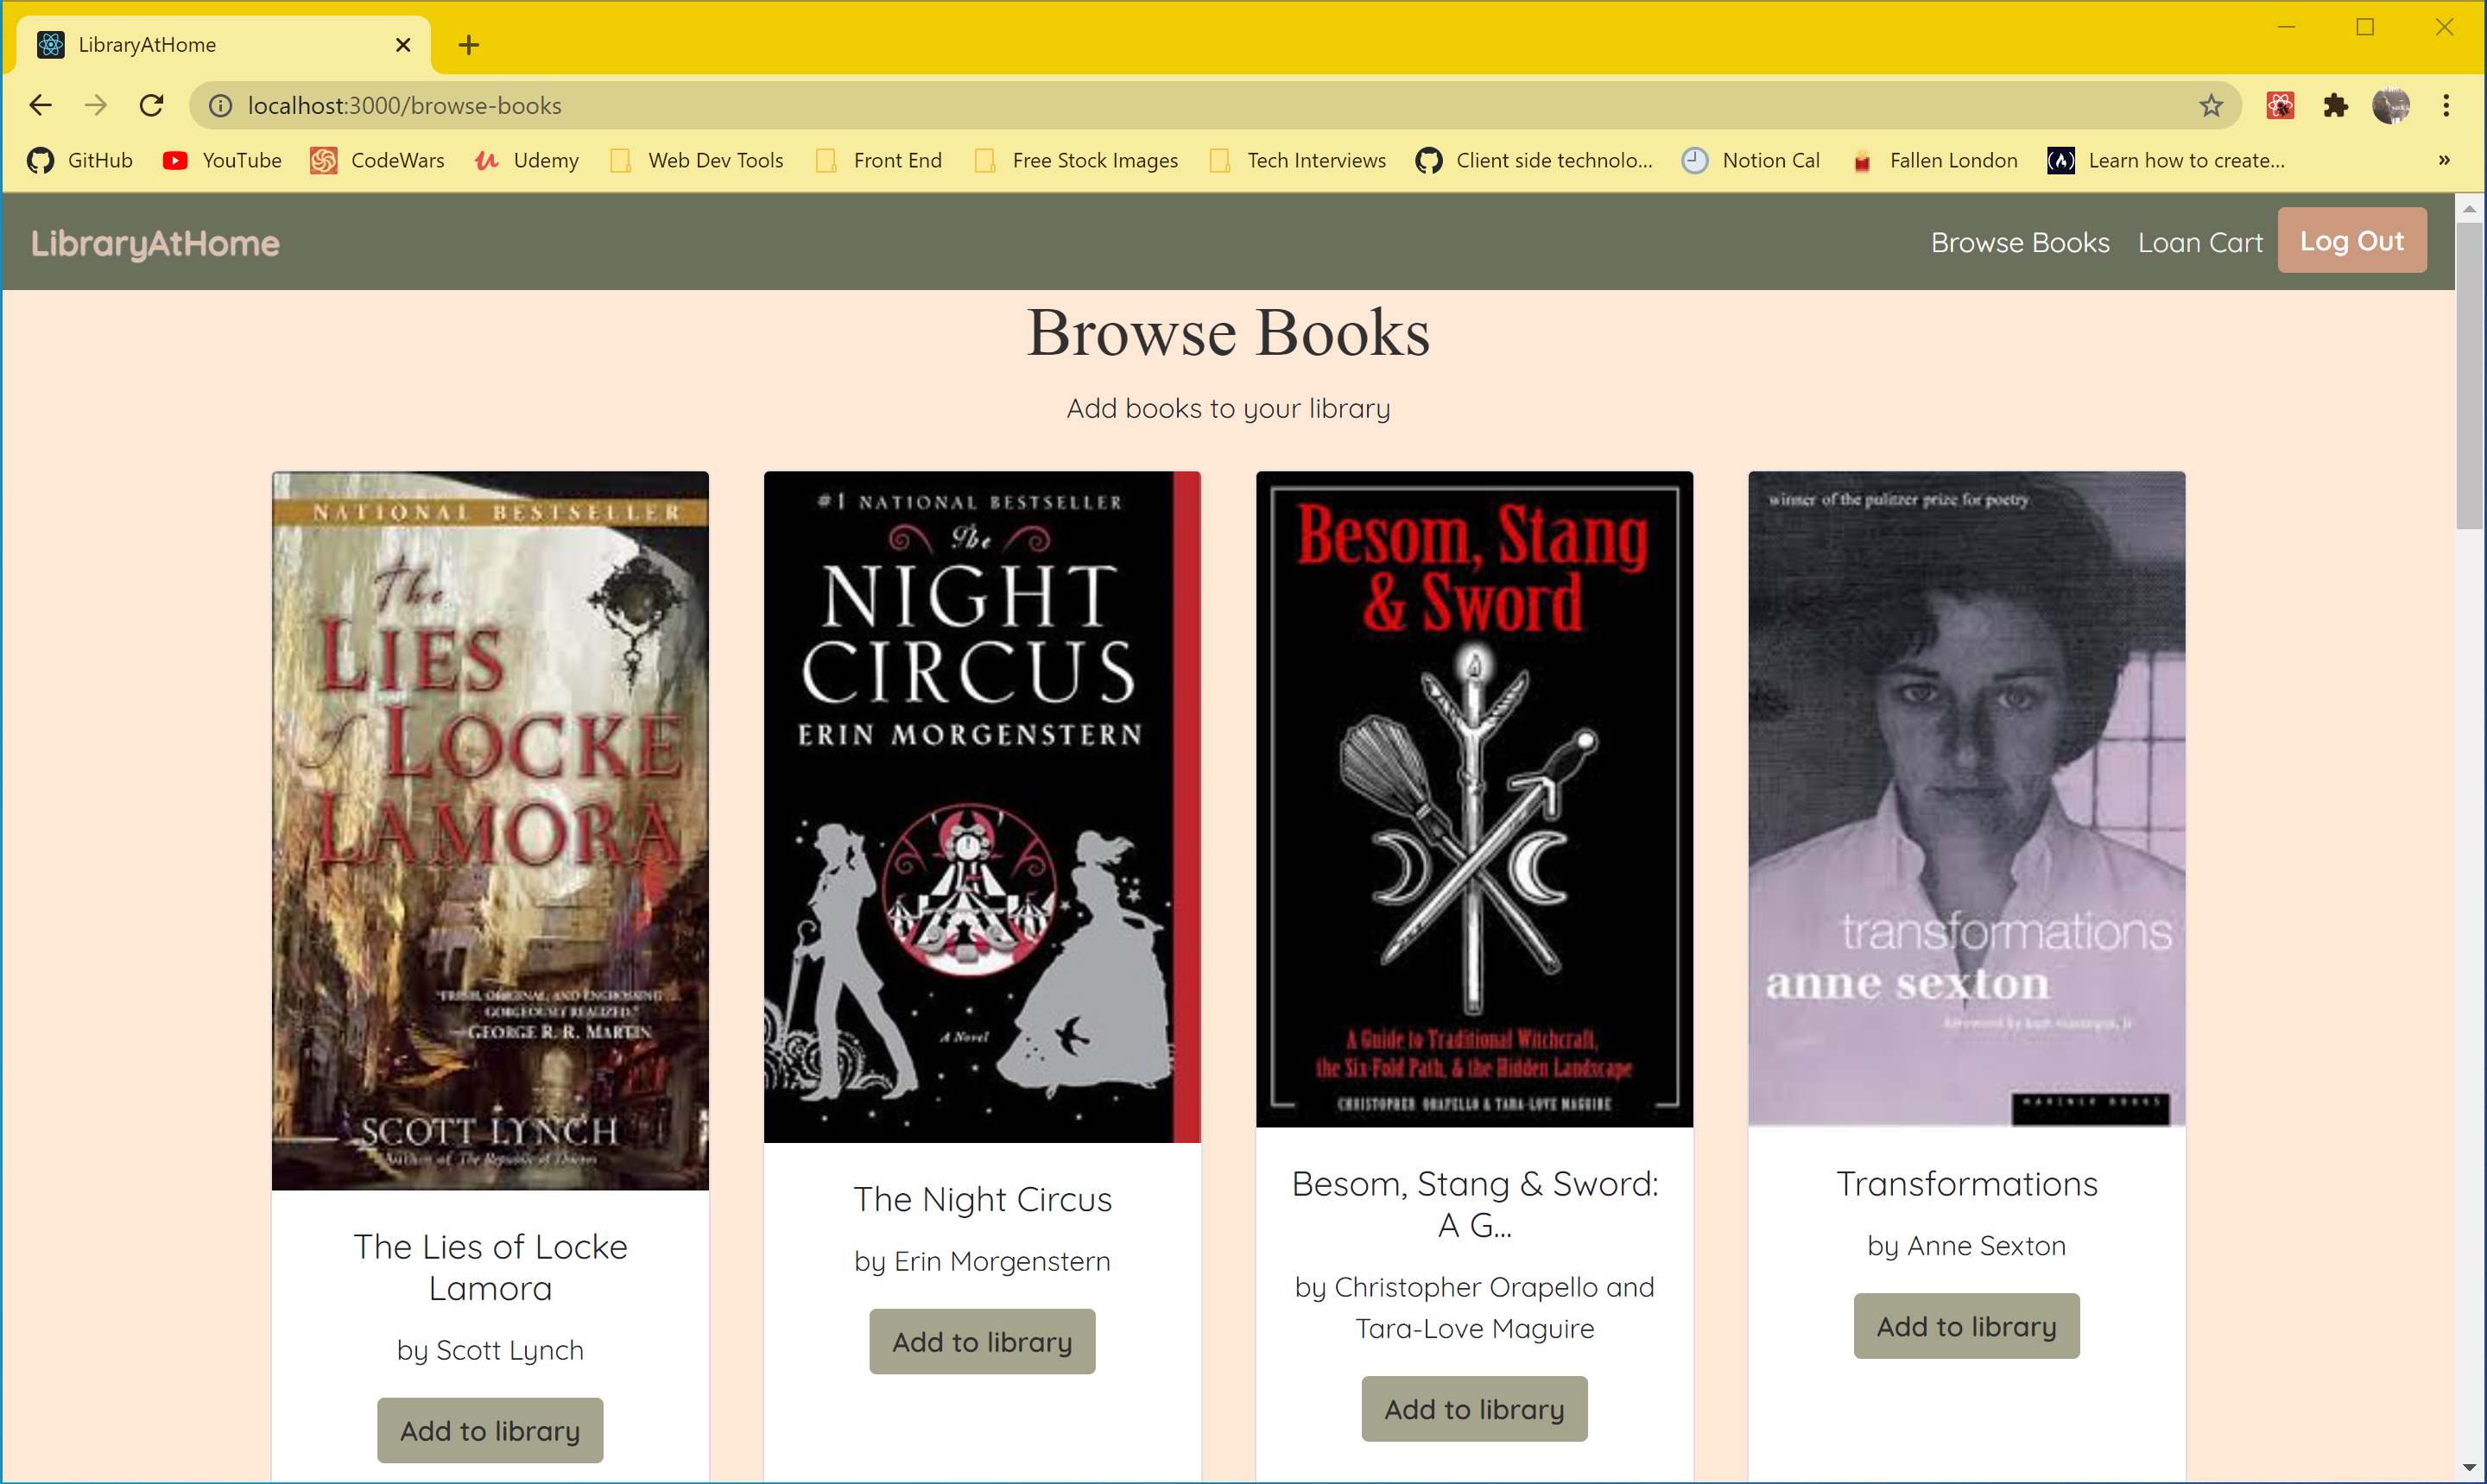 LibraryAtHome
localhost:3000/browse-books
GitHub YouTube CodeWars Udemy Web Dev Tools Front End Free Stock Images Tech Interviews Client side technolo... Notion Cal Fallen London Learn how to create... »
LibraryAtHome Browse Books Loan Cart Log Out
Browse Books
Add books to your library
NATIONAL BESTSELLER
The
LIES
of LOCKE
LAMORA
"FRESH, ORIGINAL, AND ENGROSSING ...
GORGEOUSLY REALIZED."
—GEORGE R. R. MARTIN
SCOTT LYNCH
Author of The Republic of Thieves
The Lies of Locke
Lamora
by Scott Lynch
Add to library
#1 NATIONAL BESTSELLER
The
NIGHT
CIRCUS
ERIN MORGENSTERN
A Novel
The Night Circus
by Erin Morgenstern
Add to library
Besom, Stang
& Sword
A Guide to Traditional Witchcraft,
the Six-Fold Path, & the Hidden Landscape
CHRISTOPHER ORAPELLO & TARA-LOVE MAGUIRE
Besom, Stang & Sword:
A G...
by Christopher Orapello and
Tara-Love Maguire
Add to library
winner of the pulitzer prize for poetry
transformations
anne sexton
foreword by kurt vonnegut, jr
MARINER BOOKS
Transformations
by Anne Sexton
Add to library